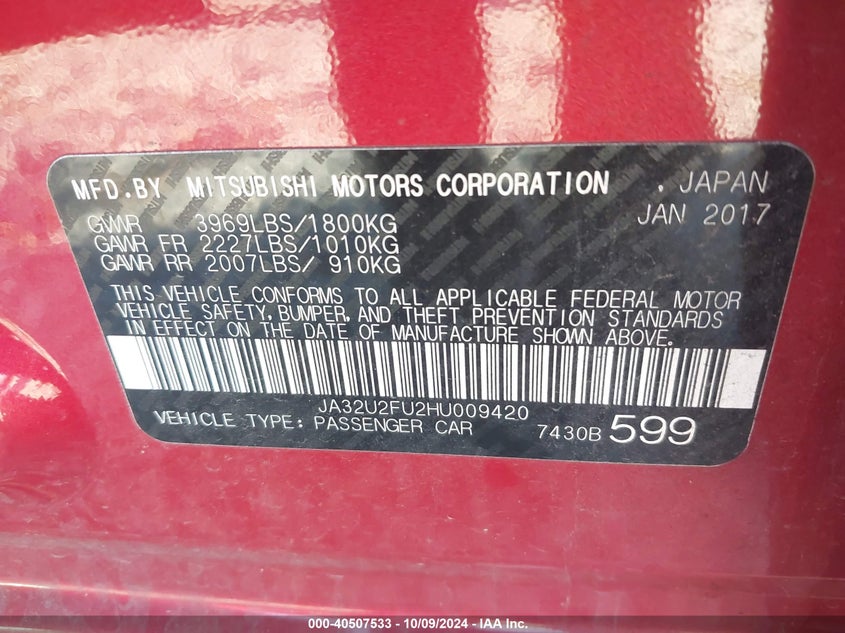 MFD.BY MITSUBISHI MOTORS CORPORATION . JAPAN
JAN 2017
GVWR 3969LBS/1800KG
GAWR FR 2227LBS/1010KG
GAWR RR 2007LBS/ 910KG
THIS VEHICLE CONFORMS TO ALL APPLICABLE FEDERAL MOTOR
VEHICLE SAFETY, BUMPER, AND THEFT PREVENTION STANDARDS
IN EFFECT ON THE DATE OF MANUFACTURE SHOWN ABOVE.
JA32U2FU2HU009420
VEHICLE TYPE: PASSENGER CAR 7430B 599
000-40507533 - 10/09/2024 - IAA Inc.